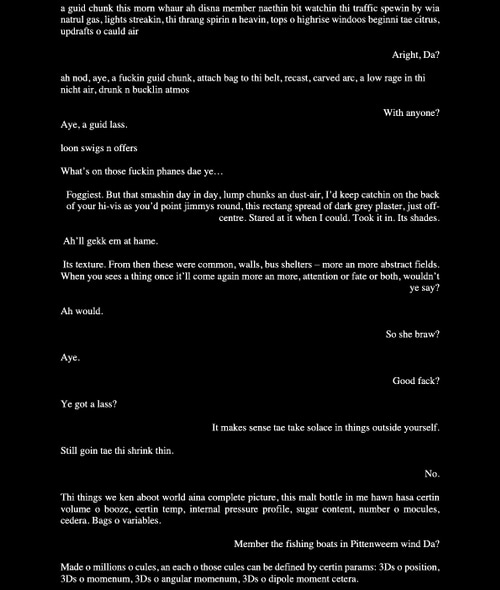 a guid chunk this morn whaur ah disna member naethin bit watchin thi traffic spewin by wia
natrul gas, lights streakin, thi thrang spirin n heavin, tops o highrise windoos beginni tae citrus,
updrafts o cauld air
Aright, Da?
ah nod, aye, a fuckin guid chunk, attach bag to thi belt, recast, carved arc, a low rage in thi
nicht air, drunk n bucklin atmos
With anyone?
Aye, a guid lass.
loon swigs n offers
What's on those fuckin phanes dae ye…
Foggiest. But that smashin day in day, lump chunks an dust-air, I'd keep catchin on the back
of your hi-vis as you'd point jimmys round, this rectang spread of dark grey plaster, just off-
centre. Stared at it when I could. Took it in. Its shades.
Ah'll gekk em at hame.
Its texture. From then these were common, walls, bus shelters – more an more abstract fields.
When you sees a thing once it'll come again more an more, attention or fate or both, wouldn't
ye say?
Ah would.
So she braw?
Aye.
Good fack?
Ye got a lass?
It makes sense tae take solace in things outside yourself.
Still goin tae thi shrink thin.
No.
Thi things we ken aboot world aina complete picture, this malt bottle in me hawn hasa certin
volume o booze, certin temp, internal pressure profile, sugar content, number o mocules,
cedera. Bags o variables.
Member the fishing boats in Pittenweem wind Da?
Made o millions o cules, an each o those cules can be defined by certin params: 3Ds o position,
3Ds o momenum, 3Ds o angular momenum, 3Ds o dipole moment cetera.